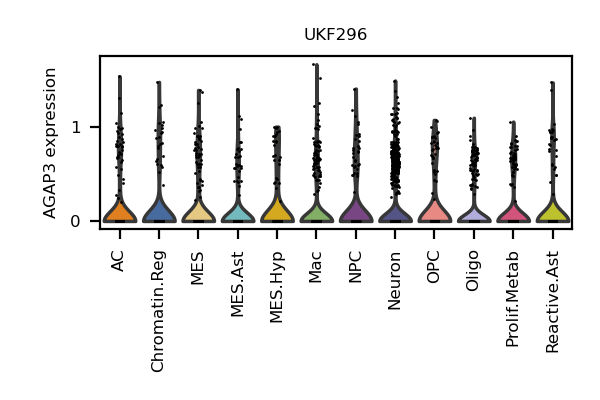 UKF296
AGAP3 expression
1
0
AC
Chromatin.Reg
MES
MES.Ast
MES.Hyp
Mac
NPC
Neuron
OPC
Oligo
Prolif.Metab
Reactive.Ast